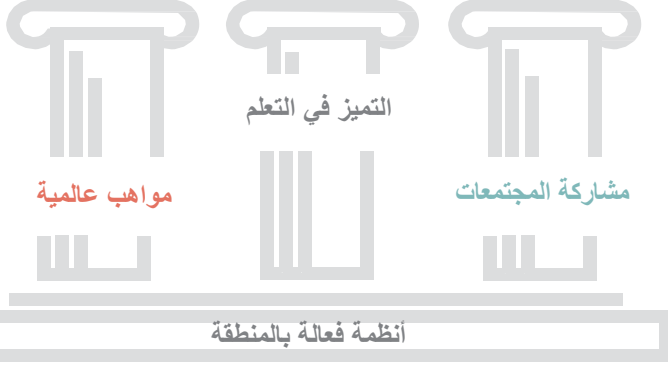 التميز في التعلم
مشاركة المجتمعات
مواهب عالمية
أنظمة فعالة بالمنطقة